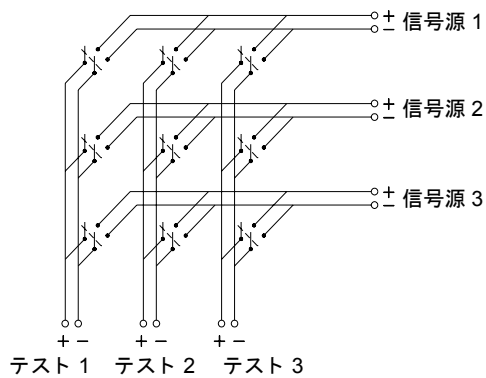 + 信号源 1
−
+ 信号源 2
−
+ 信号源 3
−
+ − + − + −
テスト 1 テスト 2 テスト 3